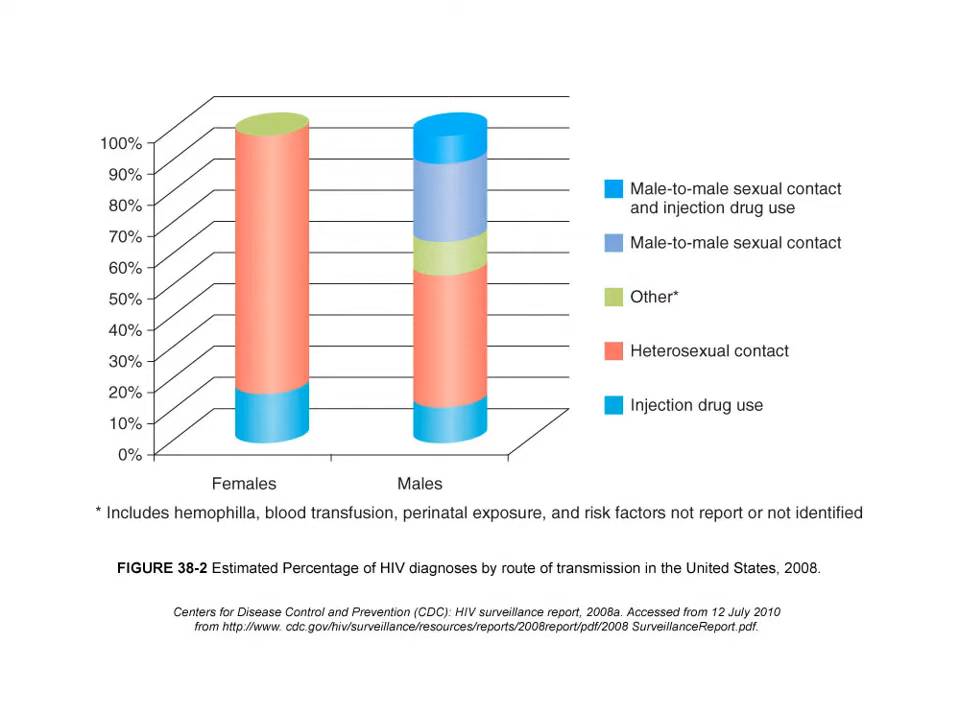 100%
90%
80%
70%
60%
50%
40%
30%
20%
10%
0%
Females
Males
Male-to-male sexual contact
and injection drug use
Male-to-male sexual contact
Other*
Heterosexual contact
Injection drug use
* Includes hemophilla, blood transfusion, perinatal exposure, and risk factors not report or not identified
FIGURE 38-2 Estimated Percentage of HIV diagnoses by route of transmission in the United States, 2008.
Centers for Disease Control and Prevention (CDC): HIV surveillance report, 2008a. Accessed from 12 July 2010
from http://www. cdc.gov/hiv/surveillance/resources/reports/2008report/pdf/2008 SurveillanceReport.pdf.